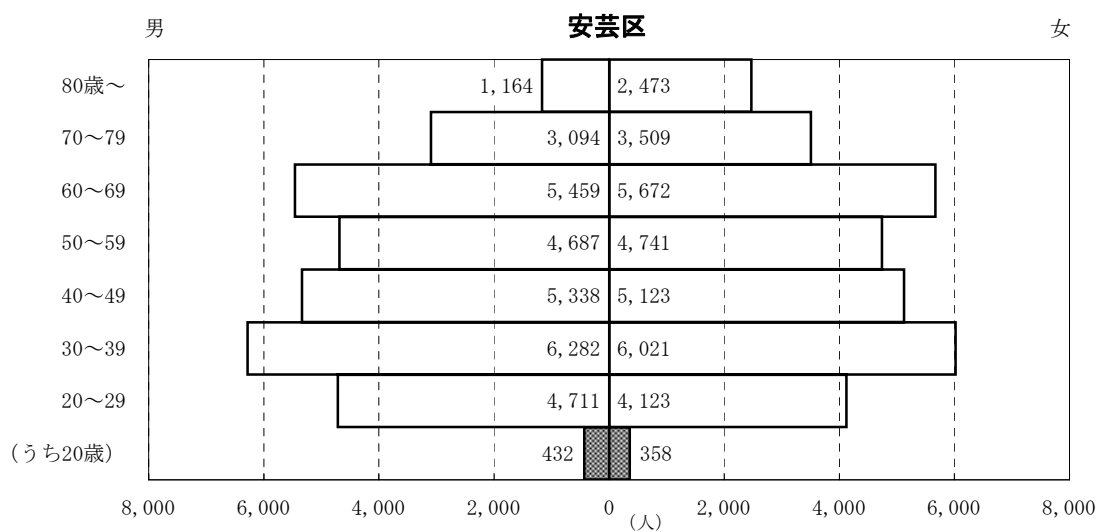 男 安芸区 女
80歳～ 1,164 2,473
70～79 3,094 3,509
60～69 5,459 5,672
50～59 4,687 4,741
40～49 5,338 5,123
30～39 6,282 6,021
20～29 4,711 4,123
(うち20歳) 432 358
8,000 6,000 4,000 2,000 0 2,000 4,000 6,000 8,000
(人)